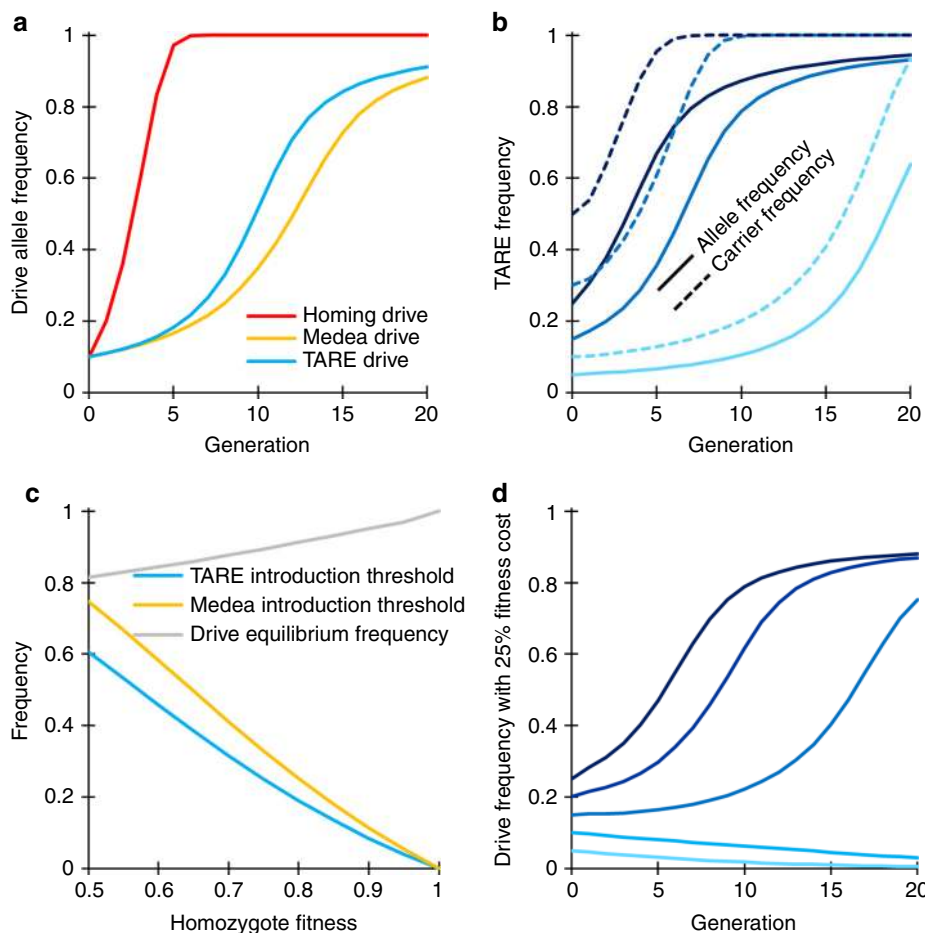 a
Drive allele frequency
1
0.8
0.6
0.4
0.2
0
0 5 10 15 20
Generation
Homing drive
Medea drive
TARE drive
b
TARE frequency
1
0.8
0.6
0.4
0.2
0
0 5 10 15 20
Generation
Allele frequency
Carrier frequency
c
Frequency
1
0.8
0.6
0.4
0.2
0
0.5 0.6 0.7 0.8 0.9 1
Homozygote fitness
TARE introduction threshold
Medea introduction threshold
Drive equilibrium frequency
d
Drive frequency with 25% fitness cost
1
0.8
0.6
0.4
0.2
0
0 5 10 15 20
Generation